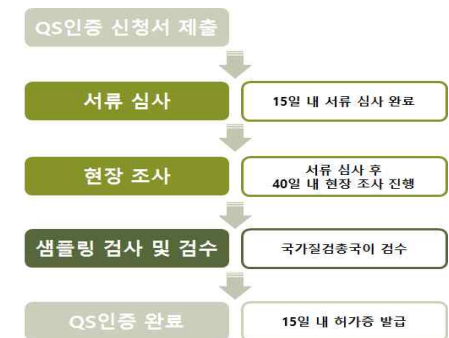 QS인증 신청서 제출
서류 심사
15일 내 서류 심사 완료
현장 조사
서류 심사 후
40일 내 현장 조사 진행
샘플링 검사 및 검수
국가질검총국이 검수
QS인증 완료
15일 내 허가증 발급